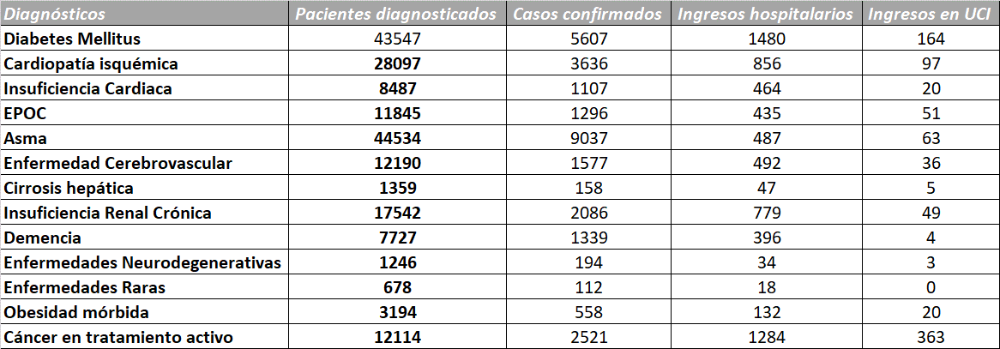 Diagnósticos Pacientes diagnosticados Casos confirmados Ingresos hospitalarios Ingresos en UCI
Diabetes Mellitus 43547 5607 1480 164
Cardiopatía isquémica 28097 3636 856 97
Insuficiencia Cardiaca 8487 1107 464 20
EPOC 11845 1296 435 51
Asma 44534 9037 487 63
Enfermedad Cerebrovascular 12190 1577 492 36
Cirrosis hepática 1359 158 47 5
Insuficiencia Renal Crónica 17542 2086 779 49
Demencia 7727 1339 396 4
Enfermedades Neurodegenerativas 1246 194 34 3
Enfermedades Raras 678 112 18 0
Obesidad mórbida 3194 558 132 20
Cáncer en tratamiento activo 12114 2521 1284 363